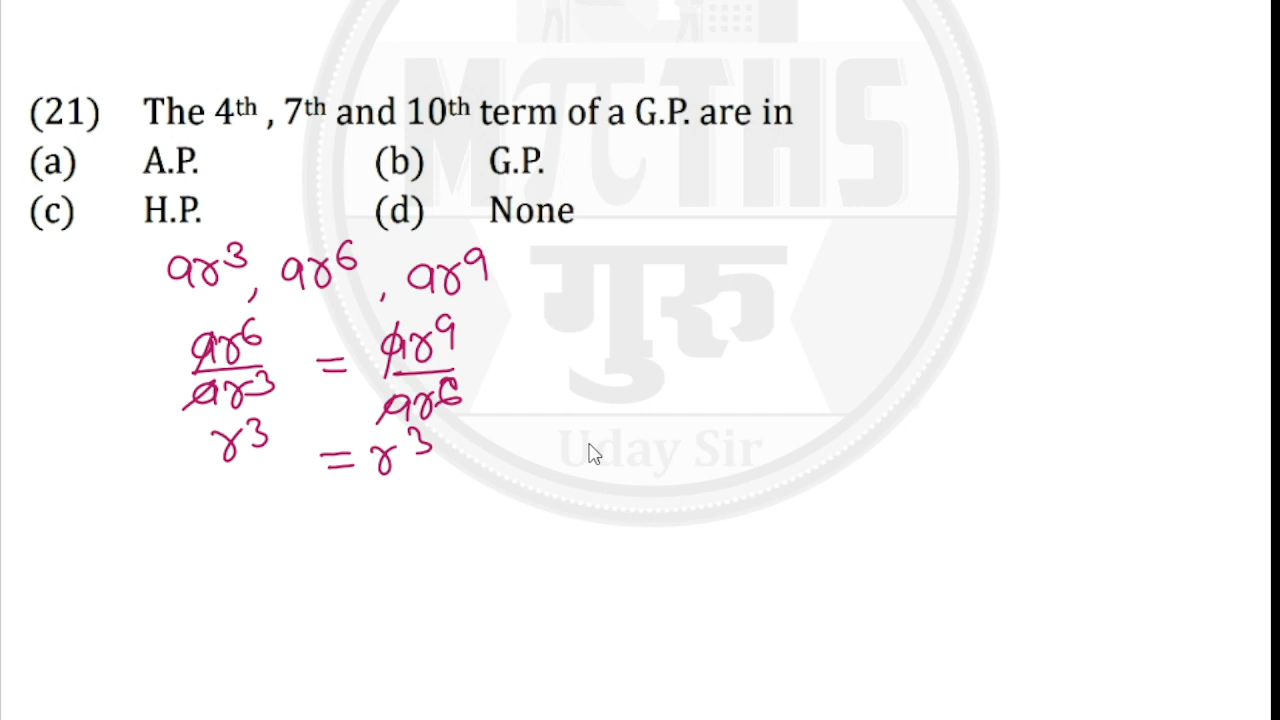 MπTHS
(21) The 4th , 7th and 10th term of a G.P. are in
(a) A.P. (b) G.P.
(c) H.P. (d) None
गुरू
ar³ , ar⁶ , ar⁹
ar⁶/ar³ = ar⁹/ar⁶
r³ = r³
Uday Sir